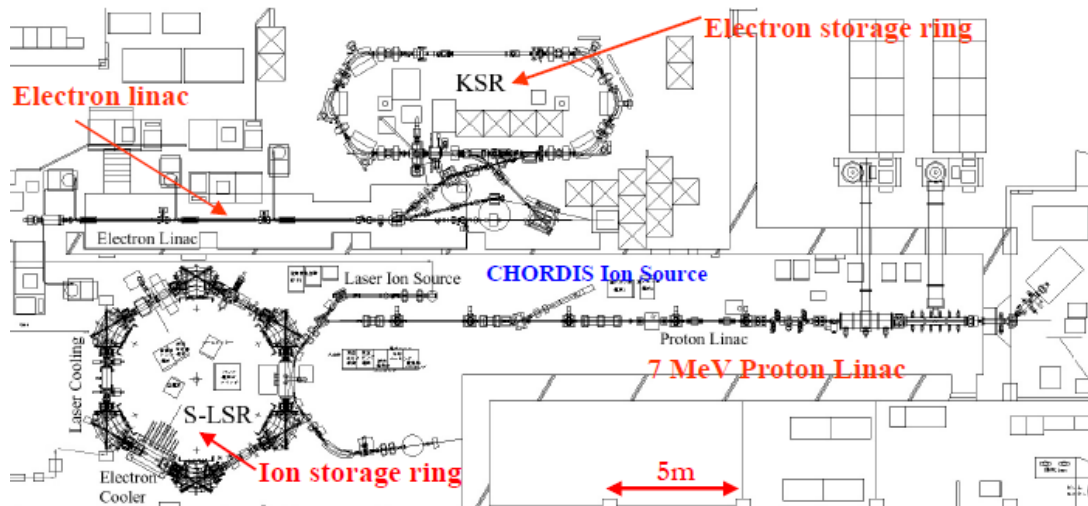 Electron storage ring
KSR
Electron linac
Electron Linac
Laser Ion Source
CHORDIS Ion Source
Proton Linac
7 MeV Proton Linac
Laser Cooling
S-LSR
Ion storage ring
Electron
Cooler
5m